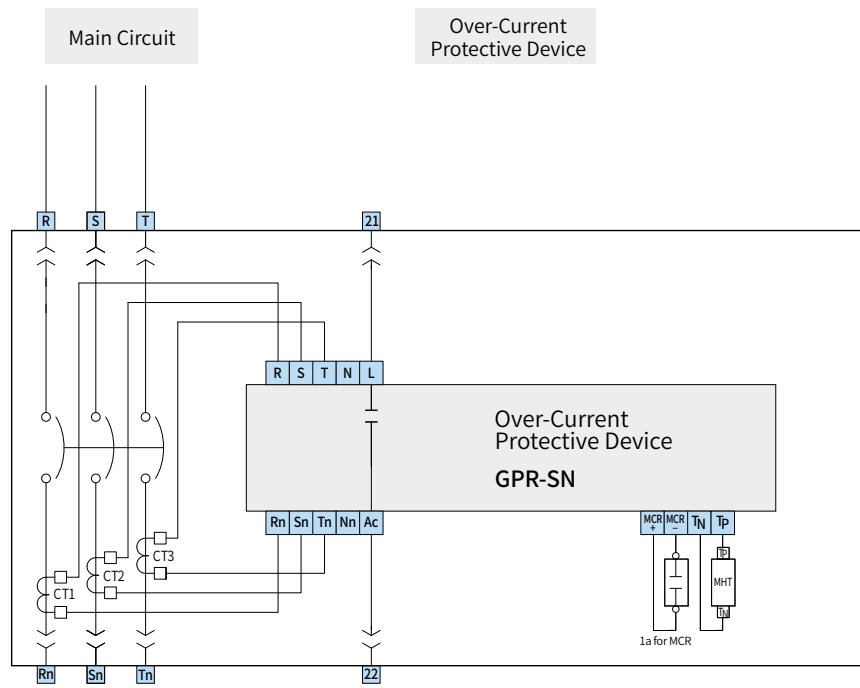 Main Circuit
Over-Current
Protective Device
R
S
T
21
R S T N L
Over-Current
Protective Device
GPR-SN
Rn Sn Tn Nn Ac
MCR
+
MCR
−
TN
TP
CT3
CT2
CT1
TP
MHT
TN
1a for MCR
Rn
Sn
Tn
22